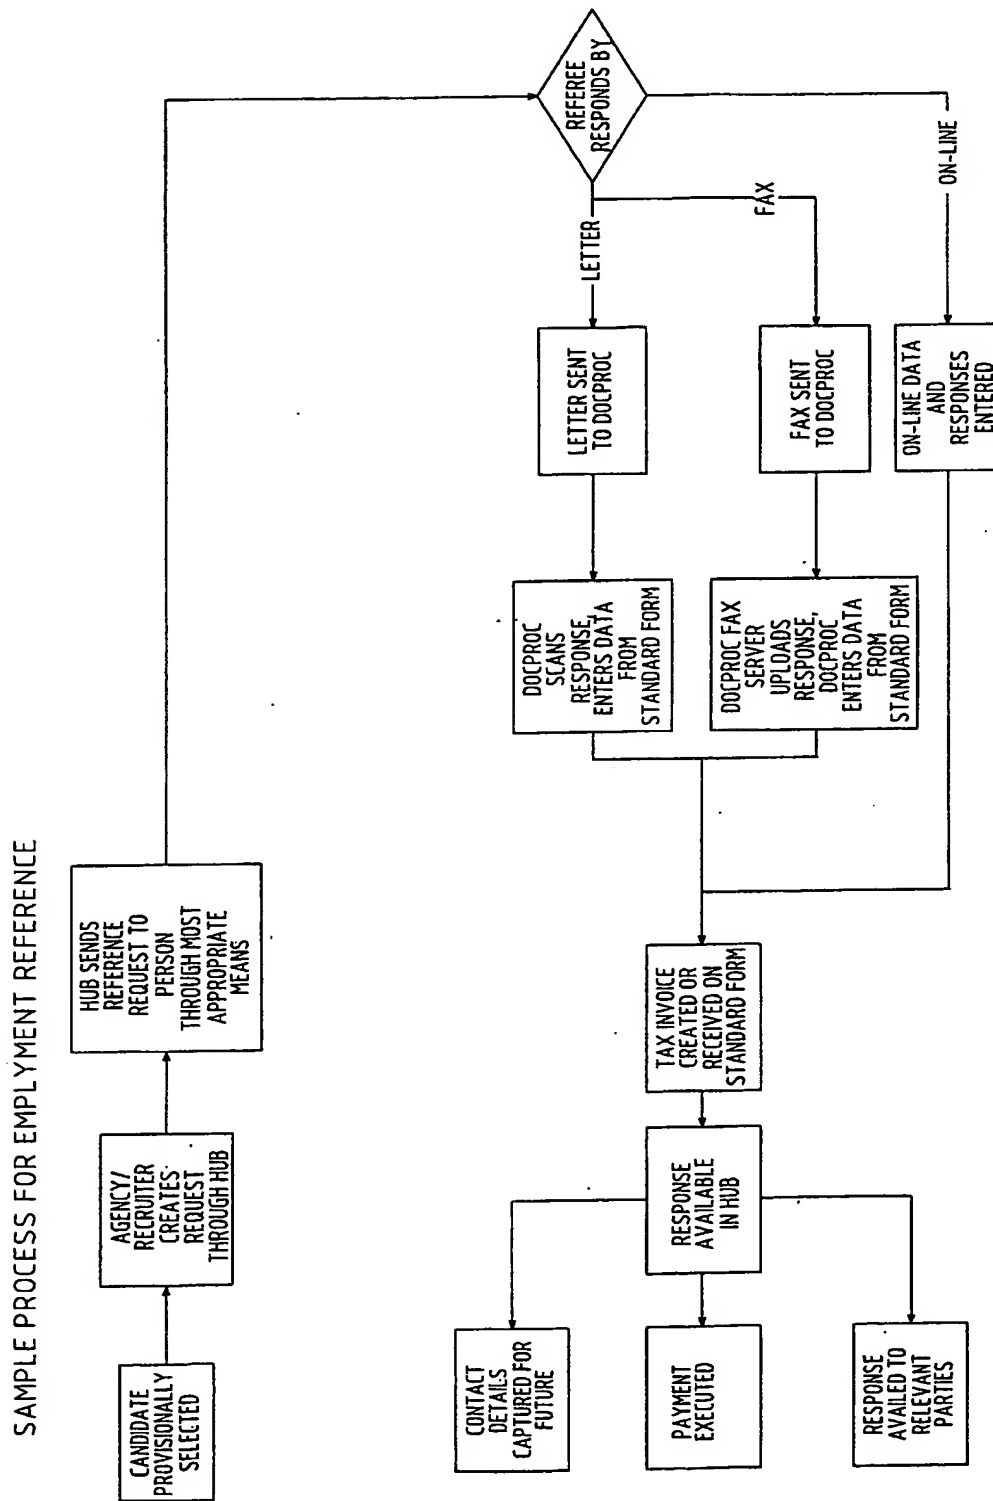 SAMPLE PROCESS FOR EMPLYMENT REFERENCE
CANDIDATE
PROVISIONALLY
SELECTED
AGENCY/
RECRUITER
CREATES
REQUEST
THROUGH HUB
HUB SENDS
REFERENCE
REQUEST TO
PERSON
THROUGH MOST
APPROPRIATE
MEANS
REFEREE
RESPONDS BY
LETTER
FAX
ON-LINE
LETTER SENT
TO DOCPROC
FAX SENT
TO DOCPROC
ON-LINE DATA
AND
RESPONSES
ENTERED
DOCPROC
SCANS
RESPONSE,
ENTERS DATA
FROM
STANDARD FORM
DOCPROC FAX
SERVER
UPLOADS
RESPONSE,
DOCPROC
ENTERS DATA
FROM
STANDARD FORM
TAX INVOICE
CREATED OR
RECEIVED ON
STANDARD FORM
RESPONSE
AVAILABLE
IN HUB
CONTACT
DETAILS
CAPTURED FOR
FUTURE
PAYMENT
EXECUTED
RESPONSE
AVAILED TO
RELEVANT
PARTIES